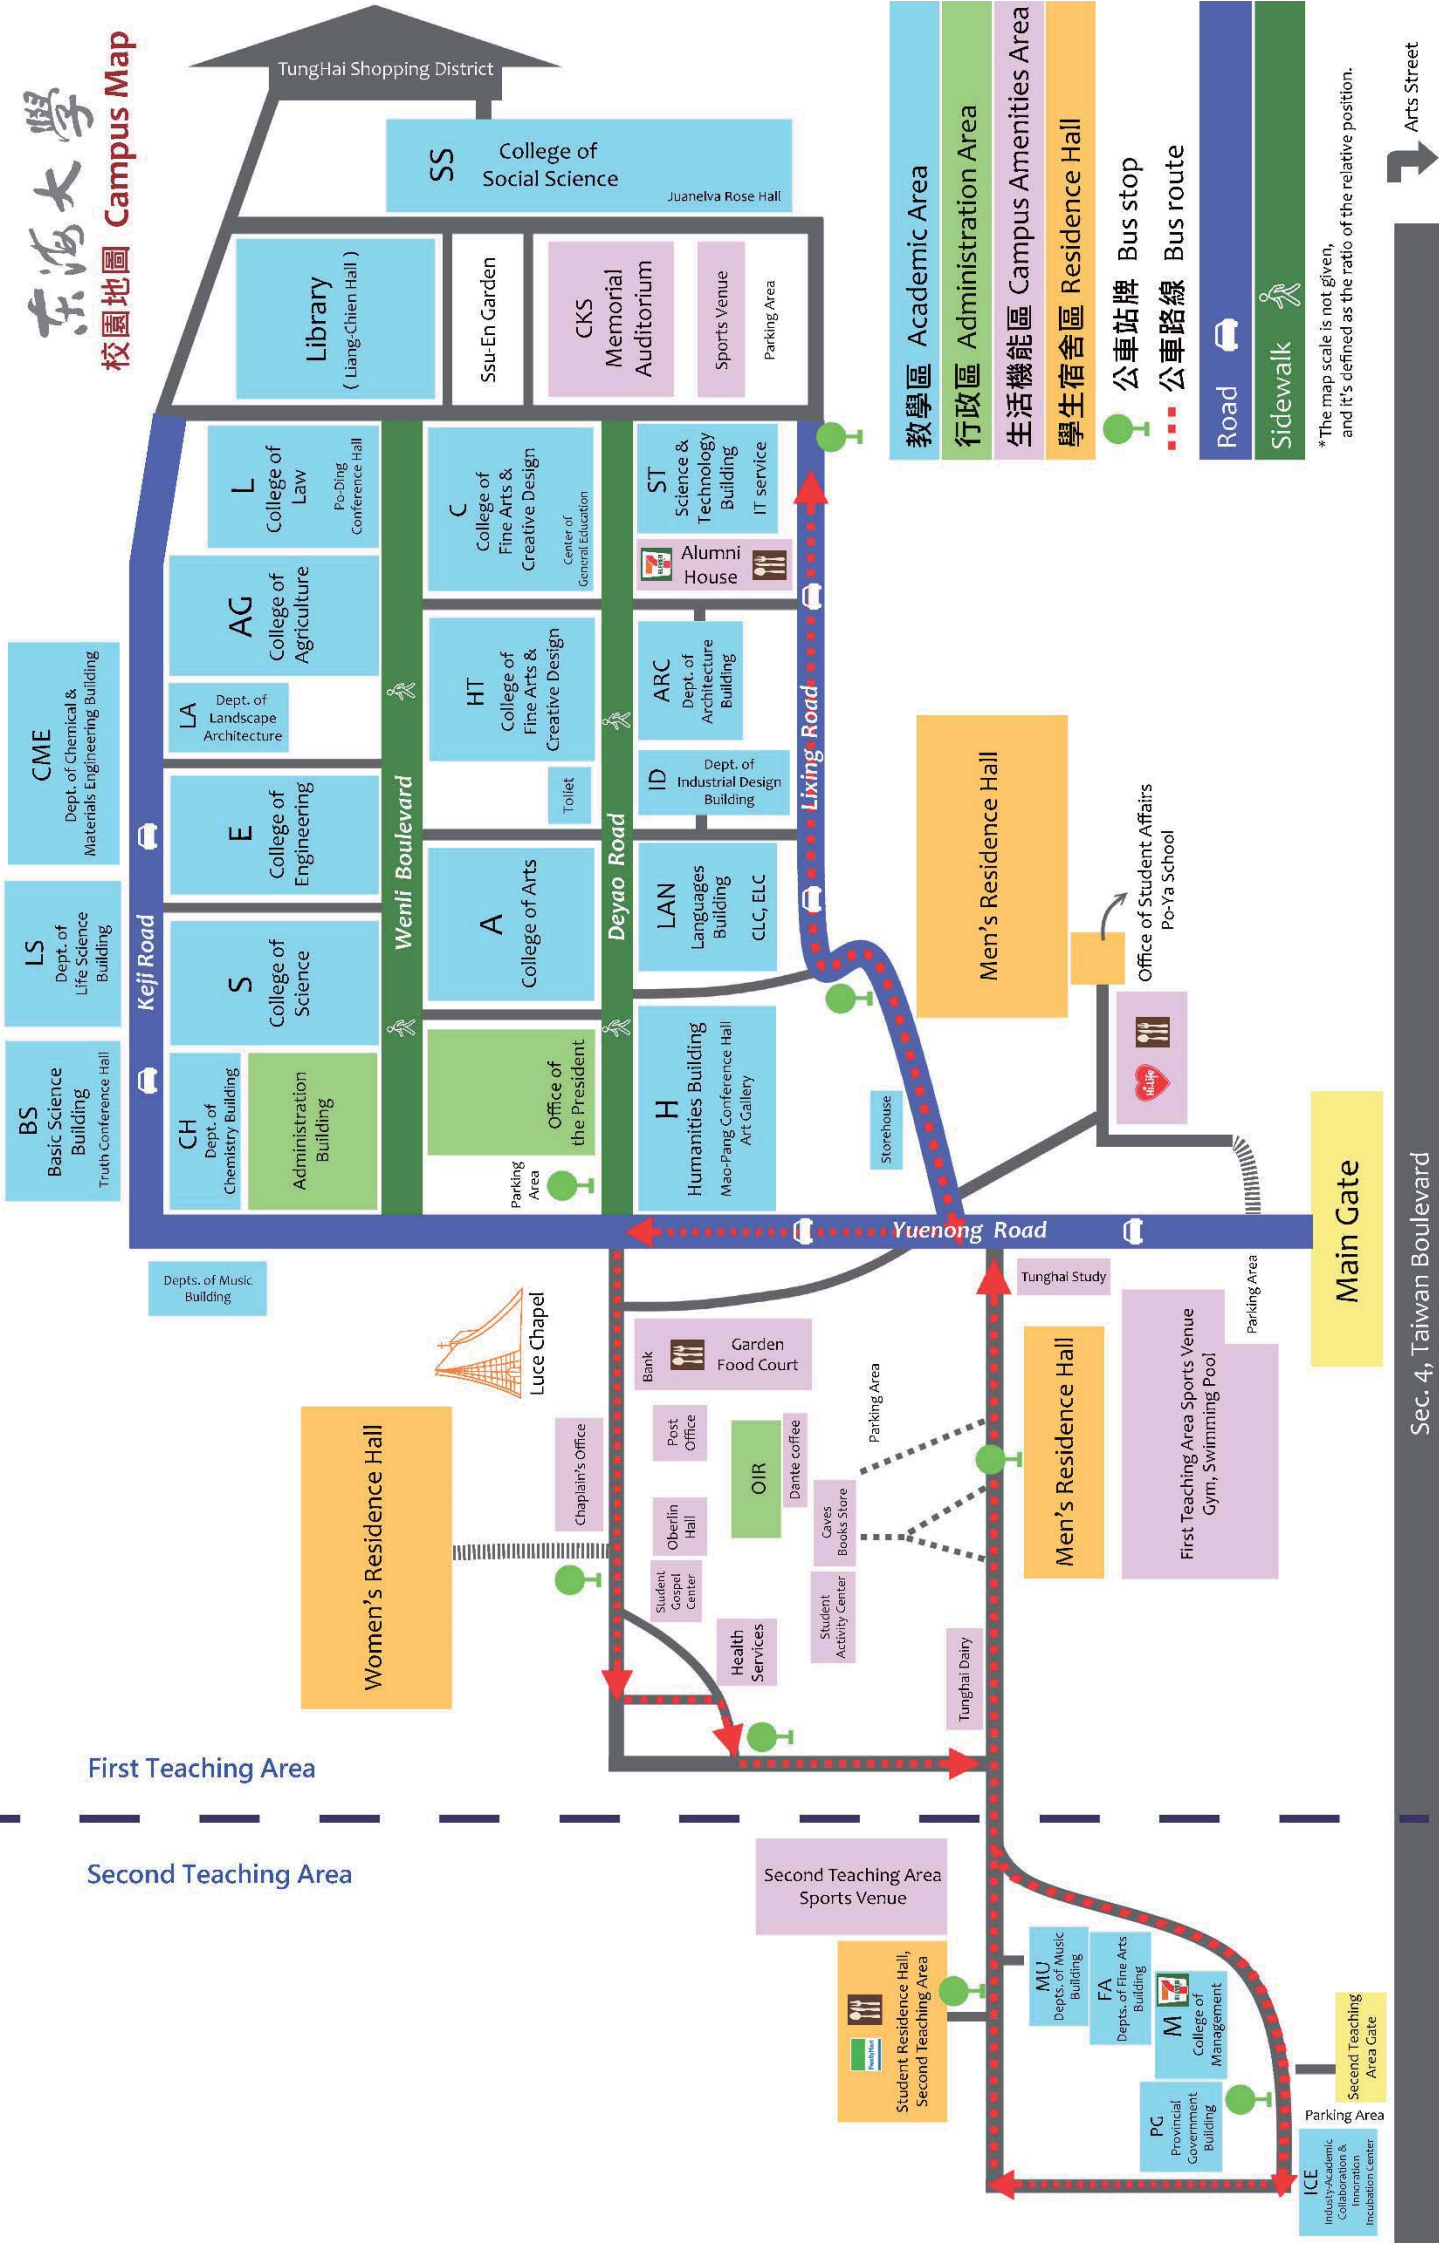 東海大學
校園地圖 Campus Map
TungHai Shopping District
SS
College of
Social Science
Juanelva Rose Hall
Library
( Liang-Chien Hall )
Ssu-En Garden
CKS
Memorial
Auditorium
Sports Venue
Parking Area
L
College of
Law
Po-Ding
Conference Hall
AG
College of
Agriculture
LA
Dept. of
Landscape
Architecture
E
College of
Engineering
S
College of
Science
CH
Dept. of
Chemistry Building
Administration
Building
CME
Dept. of Chemical &
Materials Engineering Building
LS
Dept. of
Life Science
Building
BS
Basic Science
Building
Truth Conference Hall
Keji Road
Wenli Boulevard
C
College of
Fine Arts &
Creative Design
Center of
General Education
HT
College of
Fine Arts &
Creative Design
Toliet
A
College of Arts
Office of
the President
Parking
Area
Deyao Road
ST
Science &
Technology
Building
IT service
7 ELEVEN
Alumni
House
ARC
Dept. of
Architecture
Building
ID
Dept. of
Industrial Design
Building
LAN
Languages
Building
CLC, ELC
H
Humanities Building
Mao-Pang Conference Hall
Art Gallery
Lixing Road
Storehouse
Men's Residence Hall
Office of Student Affairs
Po-Ya School
Hi-Life
Yuenong Road
Main Gate
Sec. 4, Taiwan Boulevard
Arts Street
教學區 Academic Area
行政區 Administration Area
生活機能區 Campus Amenities Area
學生宿舍區 Residence Hall
公車站牌 Bus stop
公車路線 Bus route
Road
Sidewalk
*The map scale is not given,
and it's defined as the ratio of the relative position.
Depts. of Music
Building
Luce Chapel
Women's Residence Hall
Chaplain's Office
Bank
Garden
Food Court
Post
Office
Oberlin
Hall
Student
Gospel
Center
Health
Services
OIR
Dante coffee
Caves
Books Store
Student
Activity Center
Parking Area
Tunghai Dairy
Tunghai Study
Men's Residence Hall
First Teaching Area Sports Venue
Gym, Swimming Pool
Parking Area
First Teaching Area
Second Teaching Area
Second Teaching Area
Sports Venue
FamilyMart
Student Residence Hall,
Second Teaching Area
MU
Depts. of Music
Building
FA
Depts. of Fine Arts
Building
M
7 ELEVEN
College of
Management
PG
Provincial
Government
Building
Secend Teaching
Area Gate
Parking Area
ICE
Industy-Academic
Collaboration &
Innoration
Incubation Center